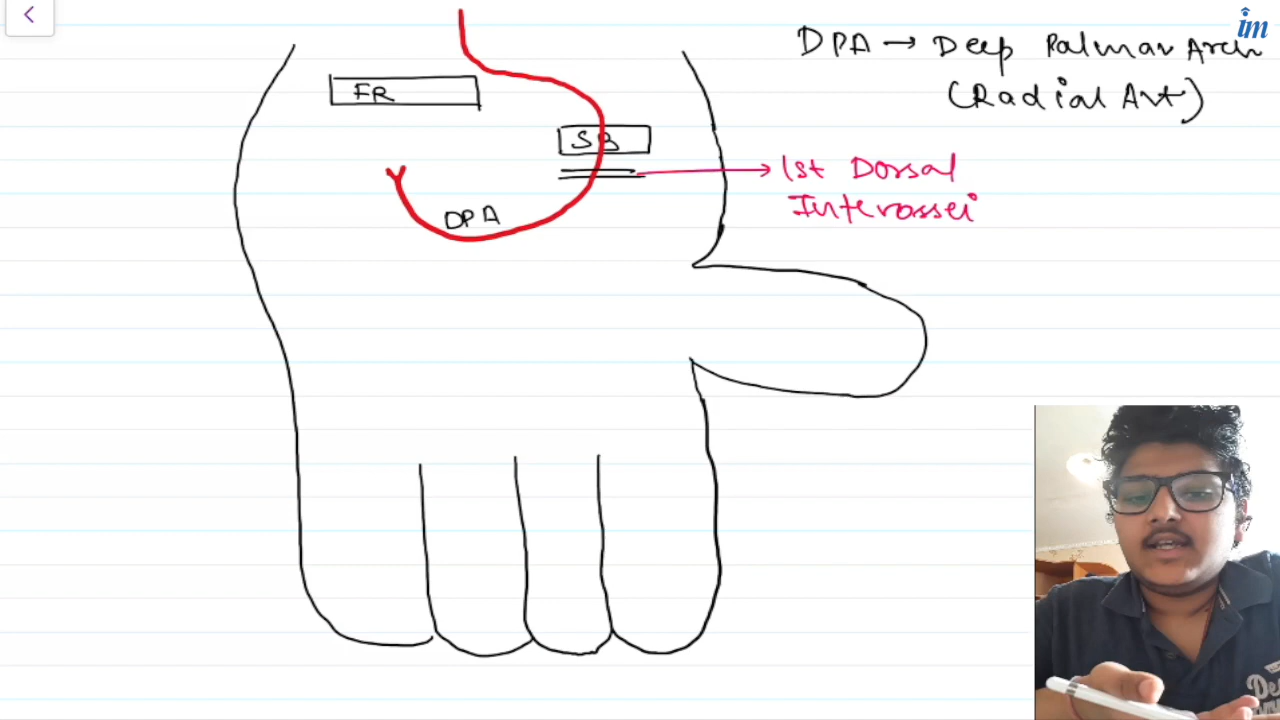 im
DPA → Deep Palmar Arch
(Radial Art)
FR
SB
1st Dorsal
Interossei
DPA